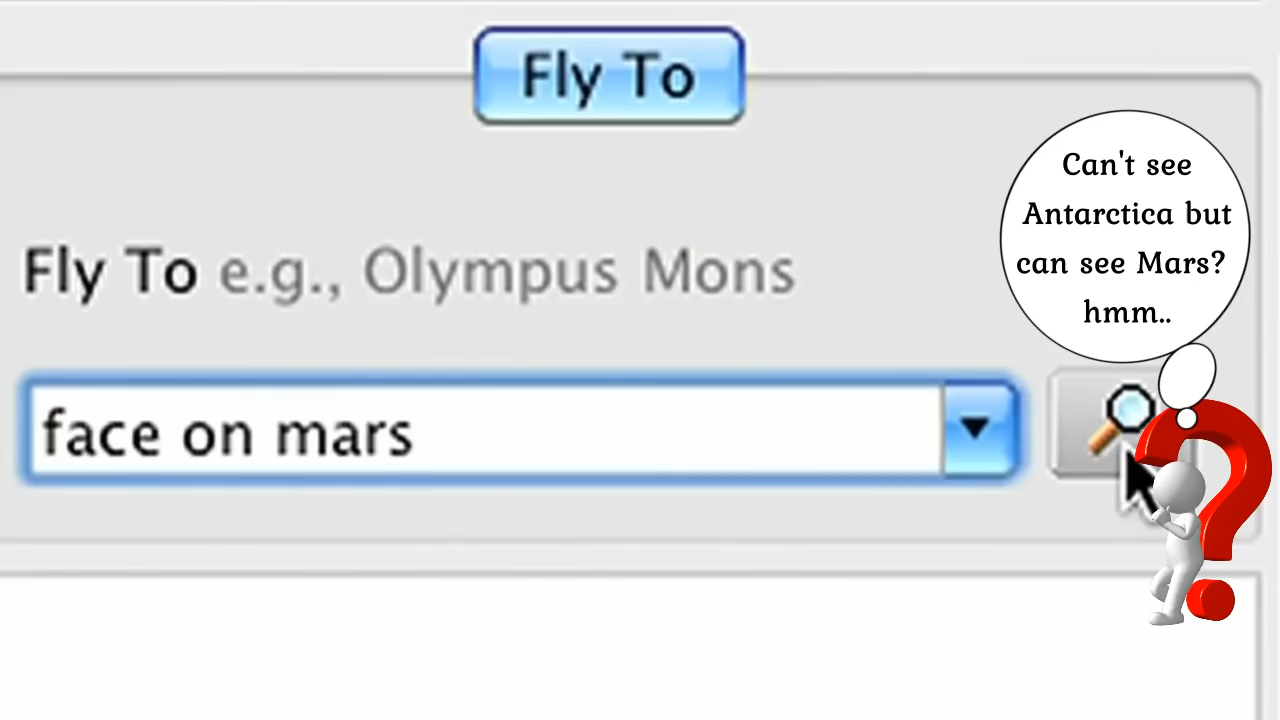 Fly To
Can't see
Antarctica but
can see Mars?
hmm..
Fly To e.g., Olympus Mons
face on mars